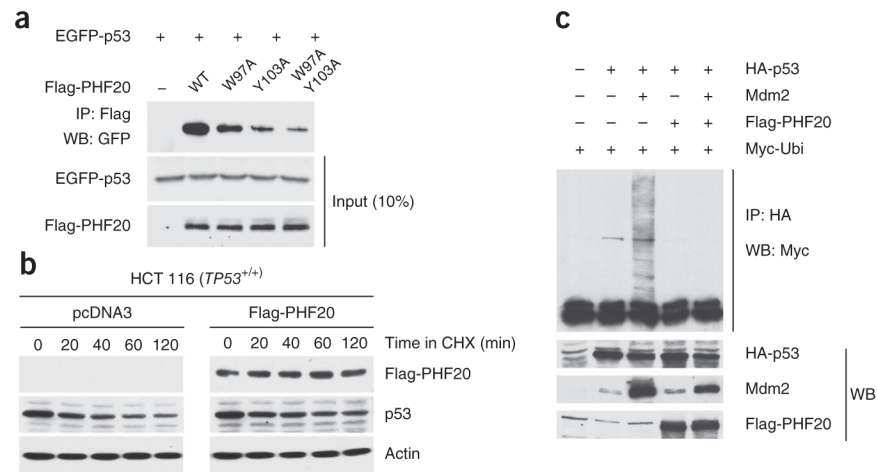 a
EGFP-p53 + + + + +
Flag-PHF20 – WT W97A Y103A W97A Y103A
IP: Flag
WB: GFP
EGFP-p53
Flag-PHF20
Input (10%)
b
HCT 116 (TP53+/+)
pcDNA3 Flag-PHF20
0 20 40 60 120 0 20 40 60 120 Time in CHX (min)
Flag-PHF20
p53
Actin
c
– + + + + HA-p53
– – + – + Mdm2
– – – + + Flag-PHF20
+ + + + + Myc-Ubi
IP: HA
WB: Myc
HA-p53
Mdm2
Flag-PHF20
WB